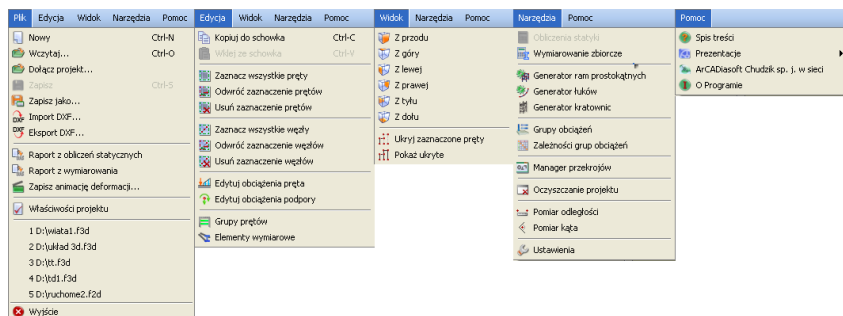 Plik Edycja Widok Narzędzia Pomoc
Nowy Ctrl-N
Wczytaj... Ctrl-O
Dołącz projekt...
Zapisz Ctrl-S
Zapisz jako...
Import DXF...
Eksport DXF...
Raport z obliczeń statycznych
Raport z wymiarowania
Zapisz animację deformacji...
Właściwości projektu
1 D:\wiata1.f3d
2 D:\układ 3d.f3d
3 D:\tt.f3d
4 D:\td1.f3d
5 D:\ruchome2.f2d
Wyjście
Edycja Widok Narzędzia Pomoc
Kopiuj do schowka Ctrl-C
Wklej ze schowka Ctrl-V
Zaznacz wszystkie pręty
Odwróć zaznaczenie prętów
Usuń zaznaczenie prętów
Zaznacz wszystkie węzły
Odwróć zaznaczenie węzłów
Usuń zaznaczenie węzłów
Edytuj obciążenia pręta
Edytuj obciążenia podpory
Grupy prętów
Elementy wymiarowe
Widok Narzędzia Pomoc
Z przodu
Z góry
Z lewej
Z prawej
Z tyłu
Z dołu
Ukryj zaznaczone pręty
Pokaż ukryte
Narzędzia Pomoc
Obliczenia statyki
Wymiarowanie zbiorcze
Generator ram prostokątnych
Generator łuków
Generator kratownic
Grupy obciążeń
Zależności grup obciążeń
Manager przekrojów
Oczyszczanie projektu
Pomiar odległości
Pomiar kąta
Ustawienia
Pomoc
Spis treści
Prezentacje
ArCADiasoft Chudzik sp. j. w sieci
O Programie